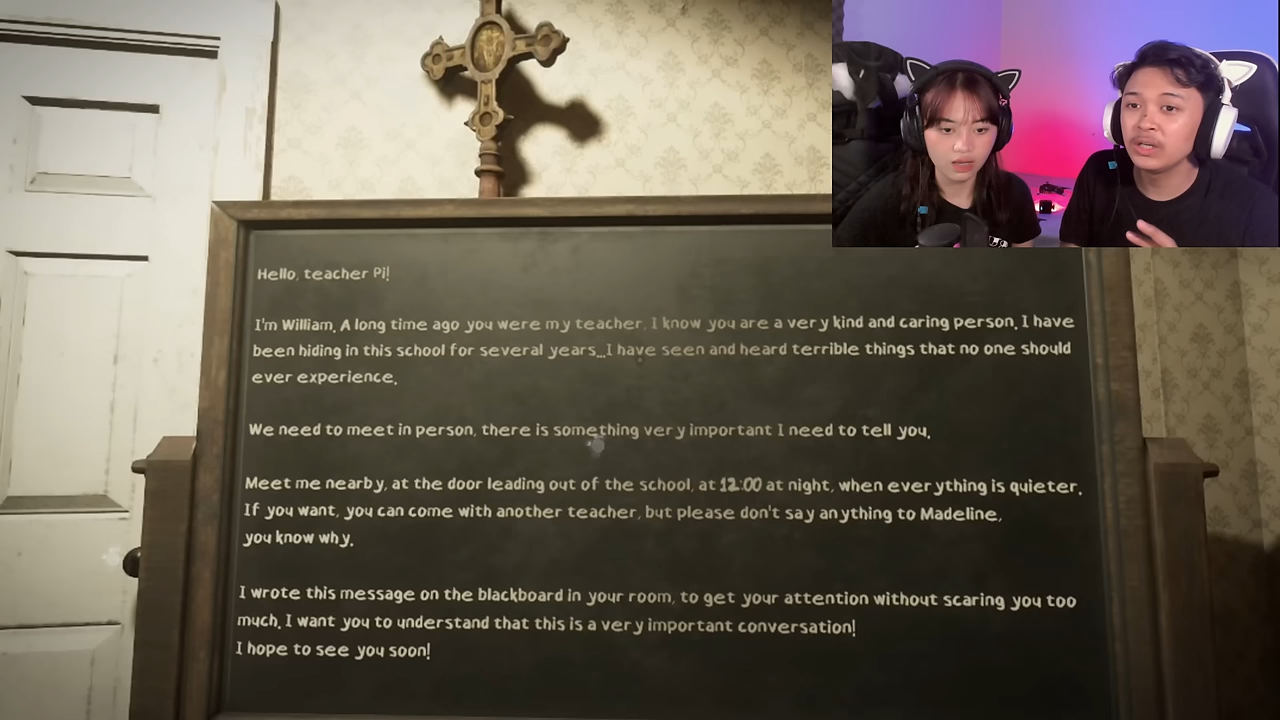 Hello, teacher Pi!
I'm William. A long time ago you were my teacher. I know you are a very kind and caring person. I have
been hiding in this school for several years...I have seen and heard terrible things that no one should
ever experience.
We need to meet in person, there is something very important I need to tell you.
Meet me nearby, at the door leading out of the school, at 12:00 at night, when everything is quieter.
If you want, you can come with another teacher, but please don't say anything to Madeline,
you know why.
I wrote this message on the blackboard in your room, to get your attention without scaring you too
much. I want you to understand that this is a very important conversation!
I hope to see you soon!